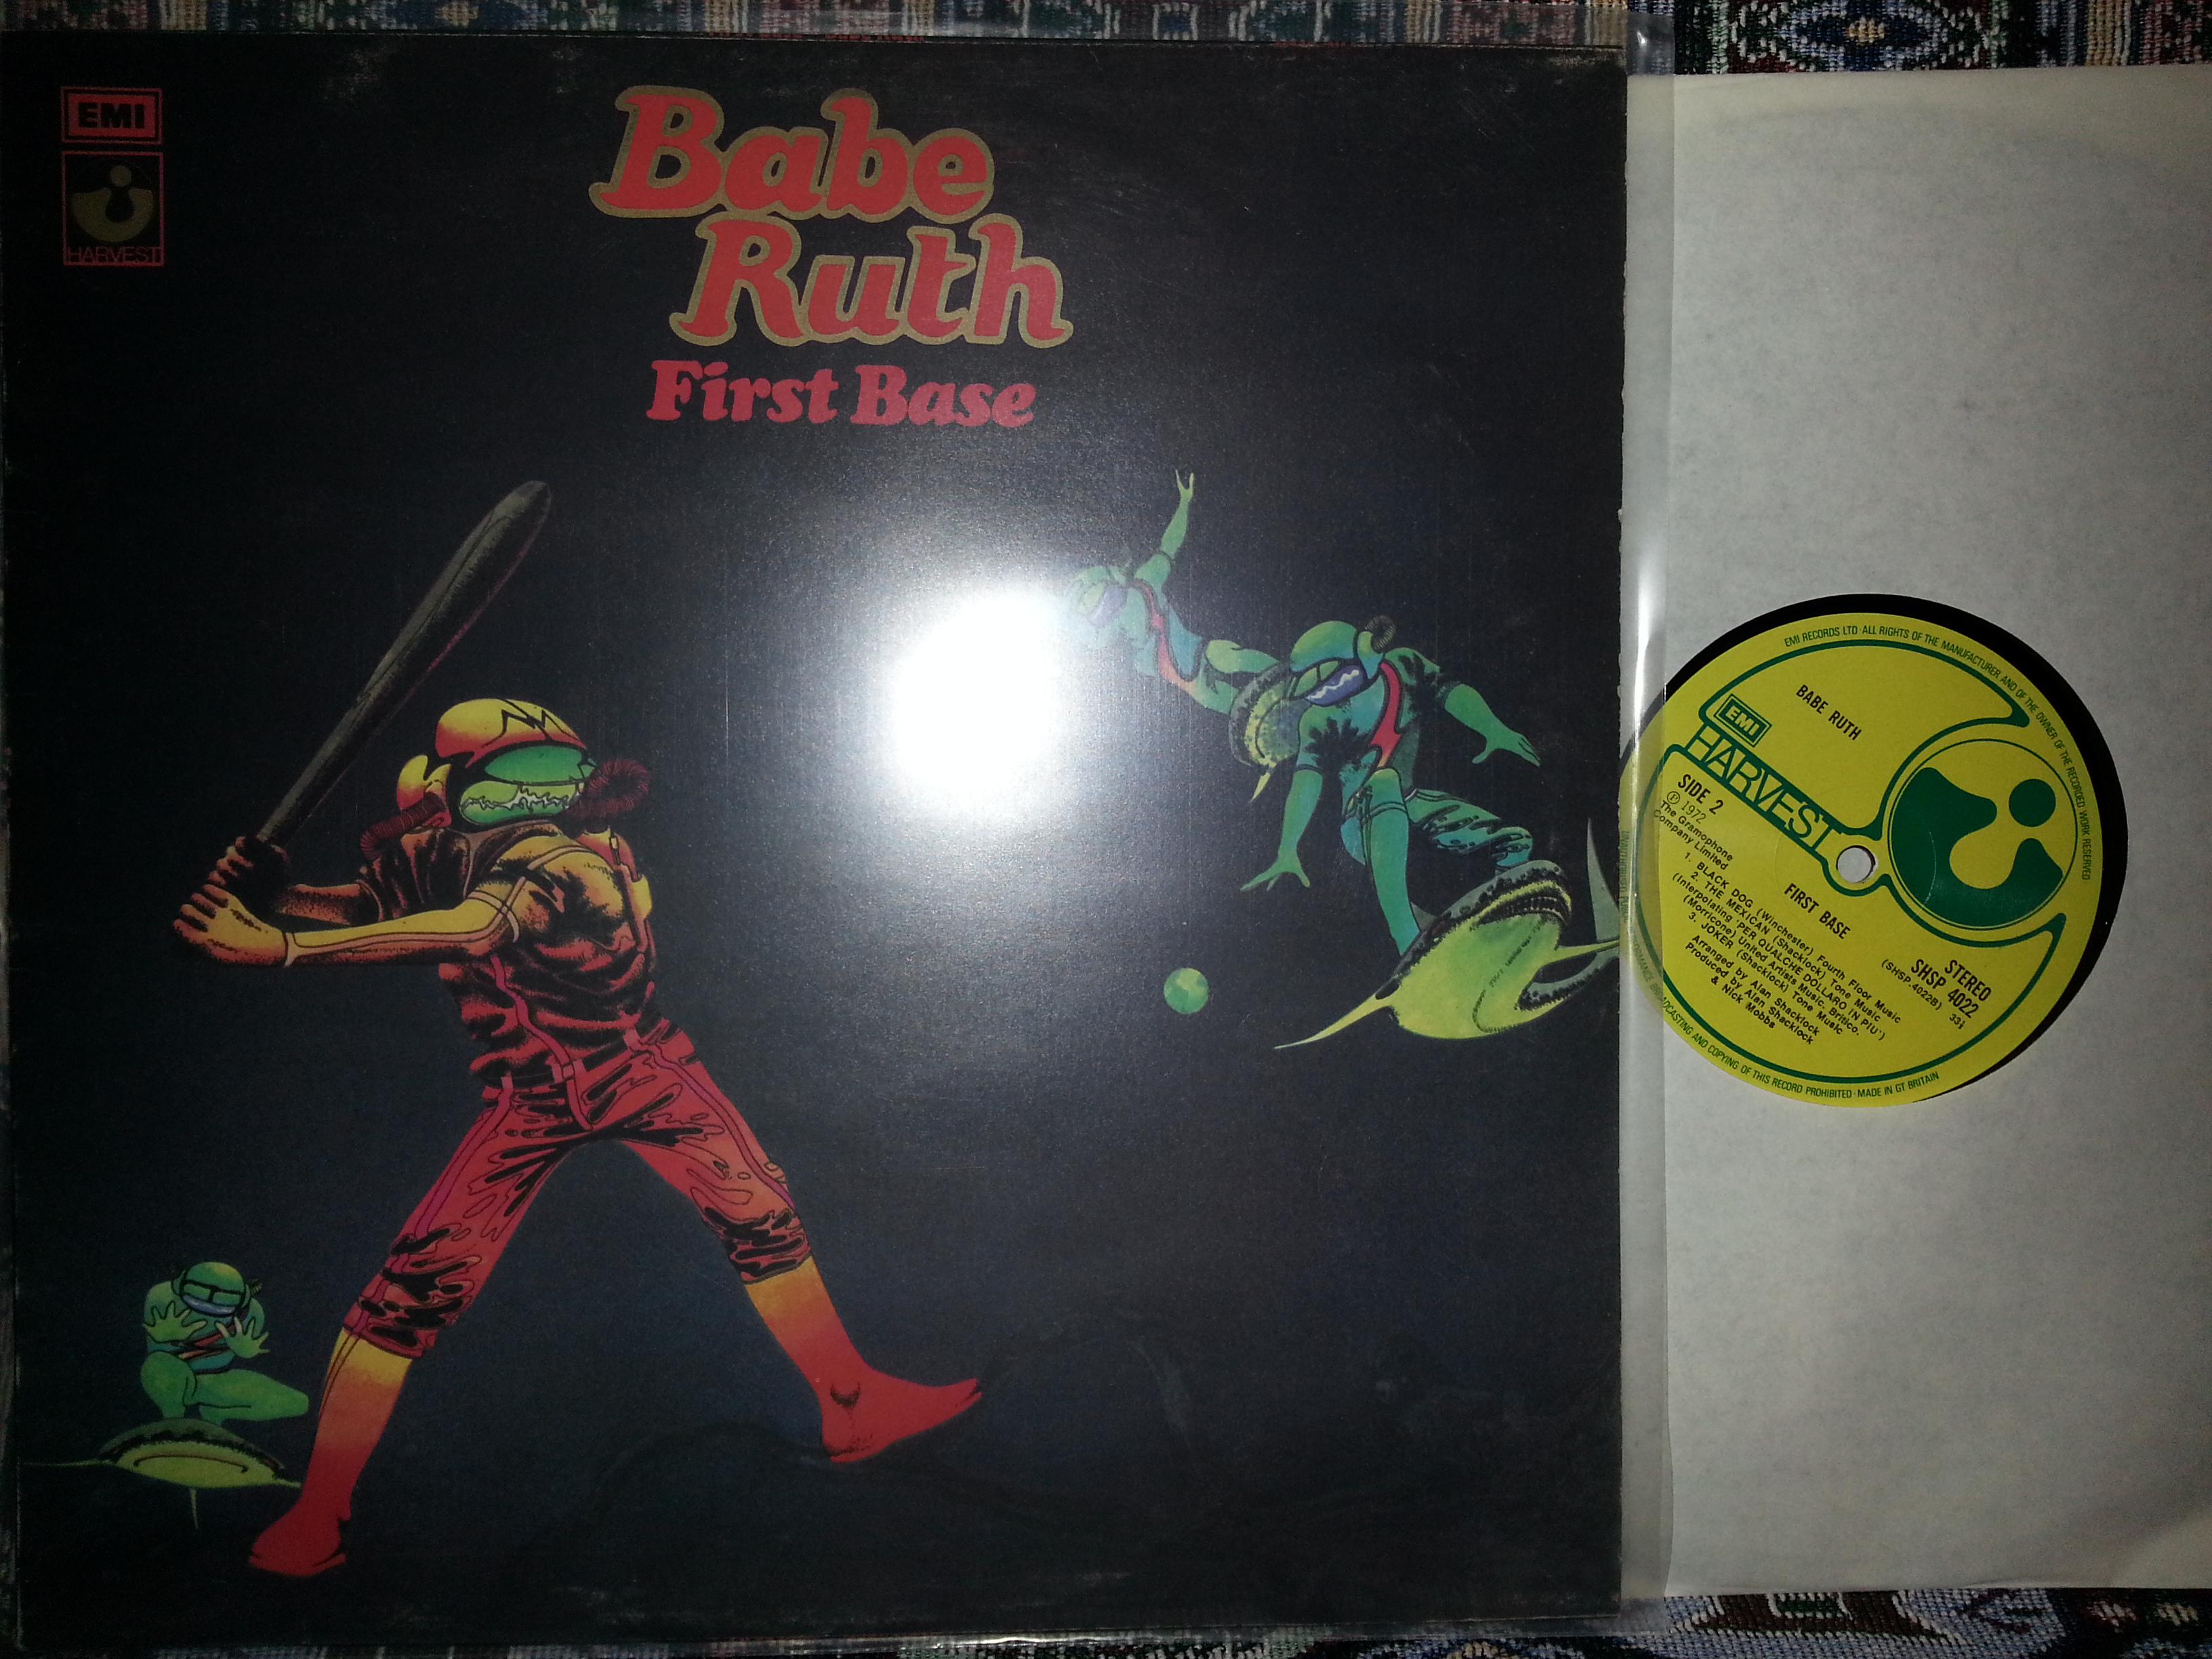 EMI
HARVEST
Babe
Ruth
First Base
EMI RECORDS LTD · ALL RIGHTS OF THE MANUFACTURER AND OF THE OWNER OF THE RECORDED WORK RESERVED
BROADCASTING AND COPYING OF THIS RECORD PROHIBITED · MADE IN GT BRITAIN
BABE RUTH
EMI
HARVEST
SIDE 2
Ⓟ 1972
The Gramophone
Company Limited
FIRST BASE
STEREO
SHSP 4022
(SHSP.4022B) 33⅓
1. BLACK DOG (Winchester) Fourth Floor Music
2. THE MEXICAN (Shacklock) Tone Music
(Interpolating 'PER QUALCHE DOLLARO IN PIU')
(Morricone) United Artists Music, Britico.
3. JOKER (Shacklock) Tone Music
Arranged by Alan Shacklock
Produced by Alan Shacklock
& Nick Mobbs